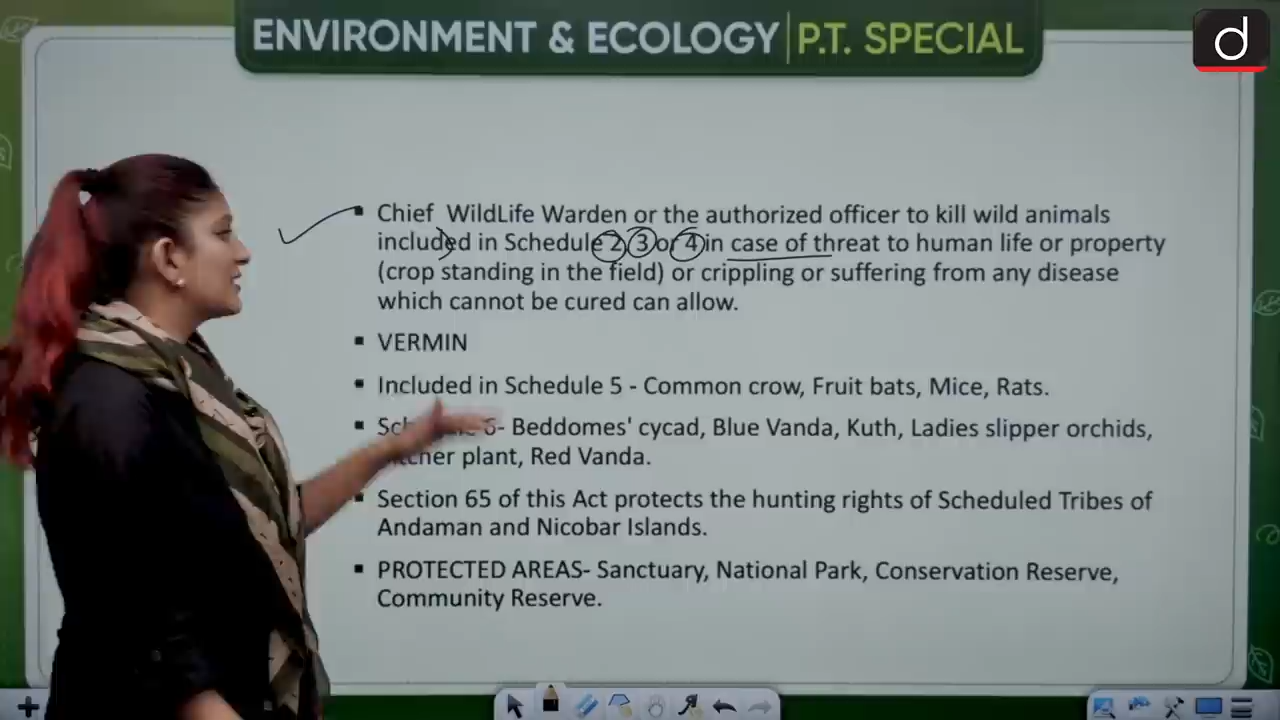 ENVIRONMENT & ECOLOGY P.T. SPECIAL
d
Chief WildLife Warden or the authorized officer to kill wild animals
included in Schedule 2, 3 or 4 in case of threat to human life or property
(crop standing in the field) or crippling or suffering from any disease
which cannot be cured can allow.
VERMIN
Included in Schedule 5 - Common crow, Fruit bats, Mice, Rats.
6- Beddomes' cycad, Blue Vanda, Kuth, Ladies slipper orchids,
plant, Red Vanda.
Section 65 of this Act protects the hunting rights of Scheduled Tribes of
Andaman and Nicobar Islands.
PROTECTED AREAS- Sanctuary, National Park, Conservation Reserve,
Community Reserve.